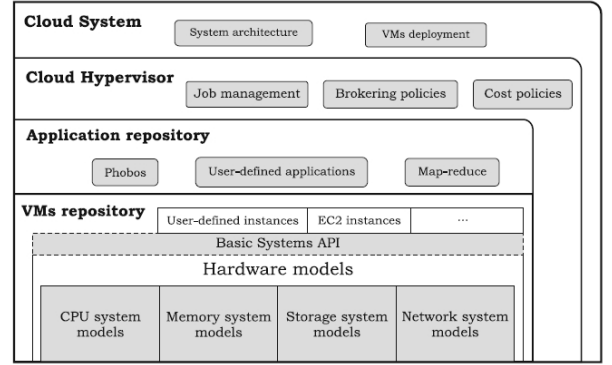 Cloud System
System architecture
VMs deployment
Cloud Hypervisor
Job management
Brokering policies
Cost policies
Application repository
Phobos
User-defined applications
Map-reduce
VMs repository
User-defined instances
EC2 instances
...
Basic Systems API
Hardware models
CPU system
models
Memory system
models
Storage system
models
Network system
models